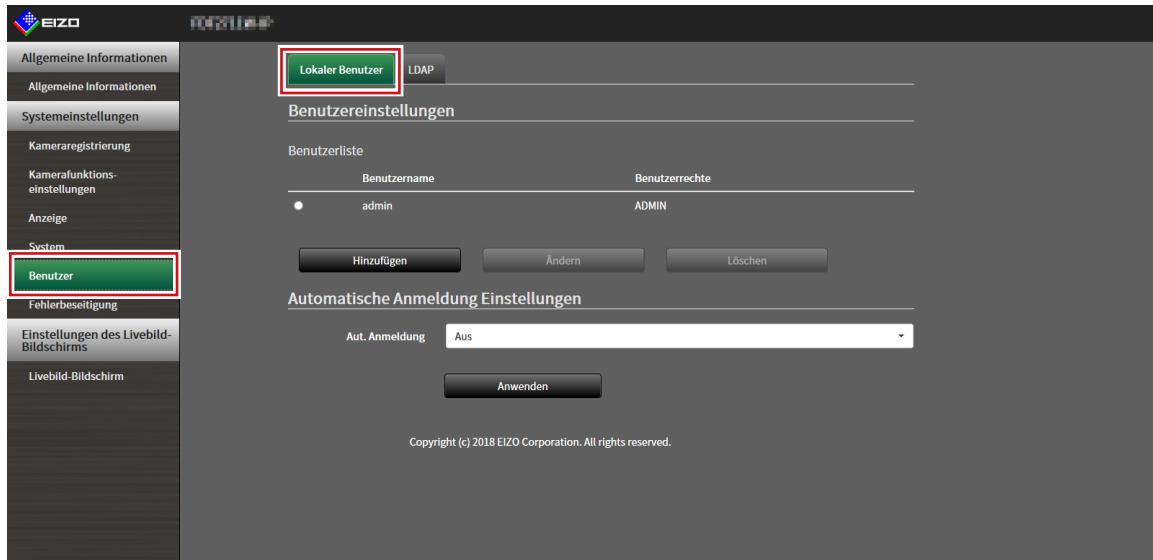 EIZO
Allgemeine Informationen
Allgemeine Informationen
Systemeinstellungen
Kameraregistrierung
Kamerafunktions-
einstellungen
Anzeige
System
Benutzer
Fehlerbeseitigung
Einstellungen des Livebild-
Bildschirms
Livebild-Bildschirm
Lokaler Benutzer LDAP
Benutzereinstellungen
Benutzerliste
Benutzername Benutzerrechte
admin ADMIN
Hinzufügen Ändern Löschen
Automatische Anmeldung Einstellungen
Aut. Anmeldung Aus
Anwenden
Copyright (c) 2018 EIZO Corporation. All rights reserved.